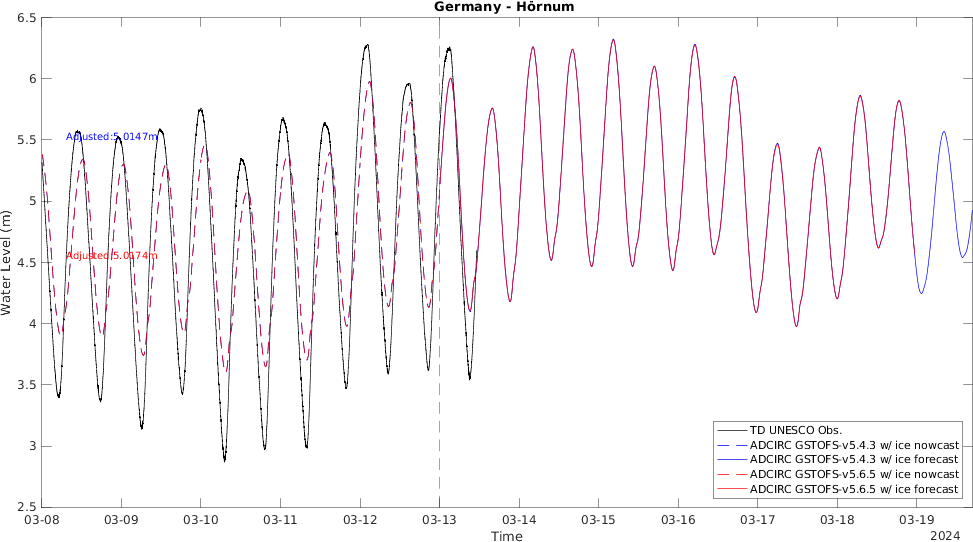 Germany - Hörnum
6.5
6
5.5
5
4.5
4
3.5
3
2.5
Water Level (m)
Adjusted:5.0147m
Adjusted:5.0174m
TD UNESCO Obs.
ADCIRC GSTOFS-v5.4.3 w/ ice nowcast
ADCIRC GSTOFS-v5.4.3 w/ ice forecast
ADCIRC GSTOFS-v5.6.5 w/ ice nowcast
ADCIRC GSTOFS-v5.6.5 w/ ice forecast
03-08 03-09 03-10 03-11 03-12 03-13 03-14 03-15 03-16 03-17 03-18 03-19
Time
2024